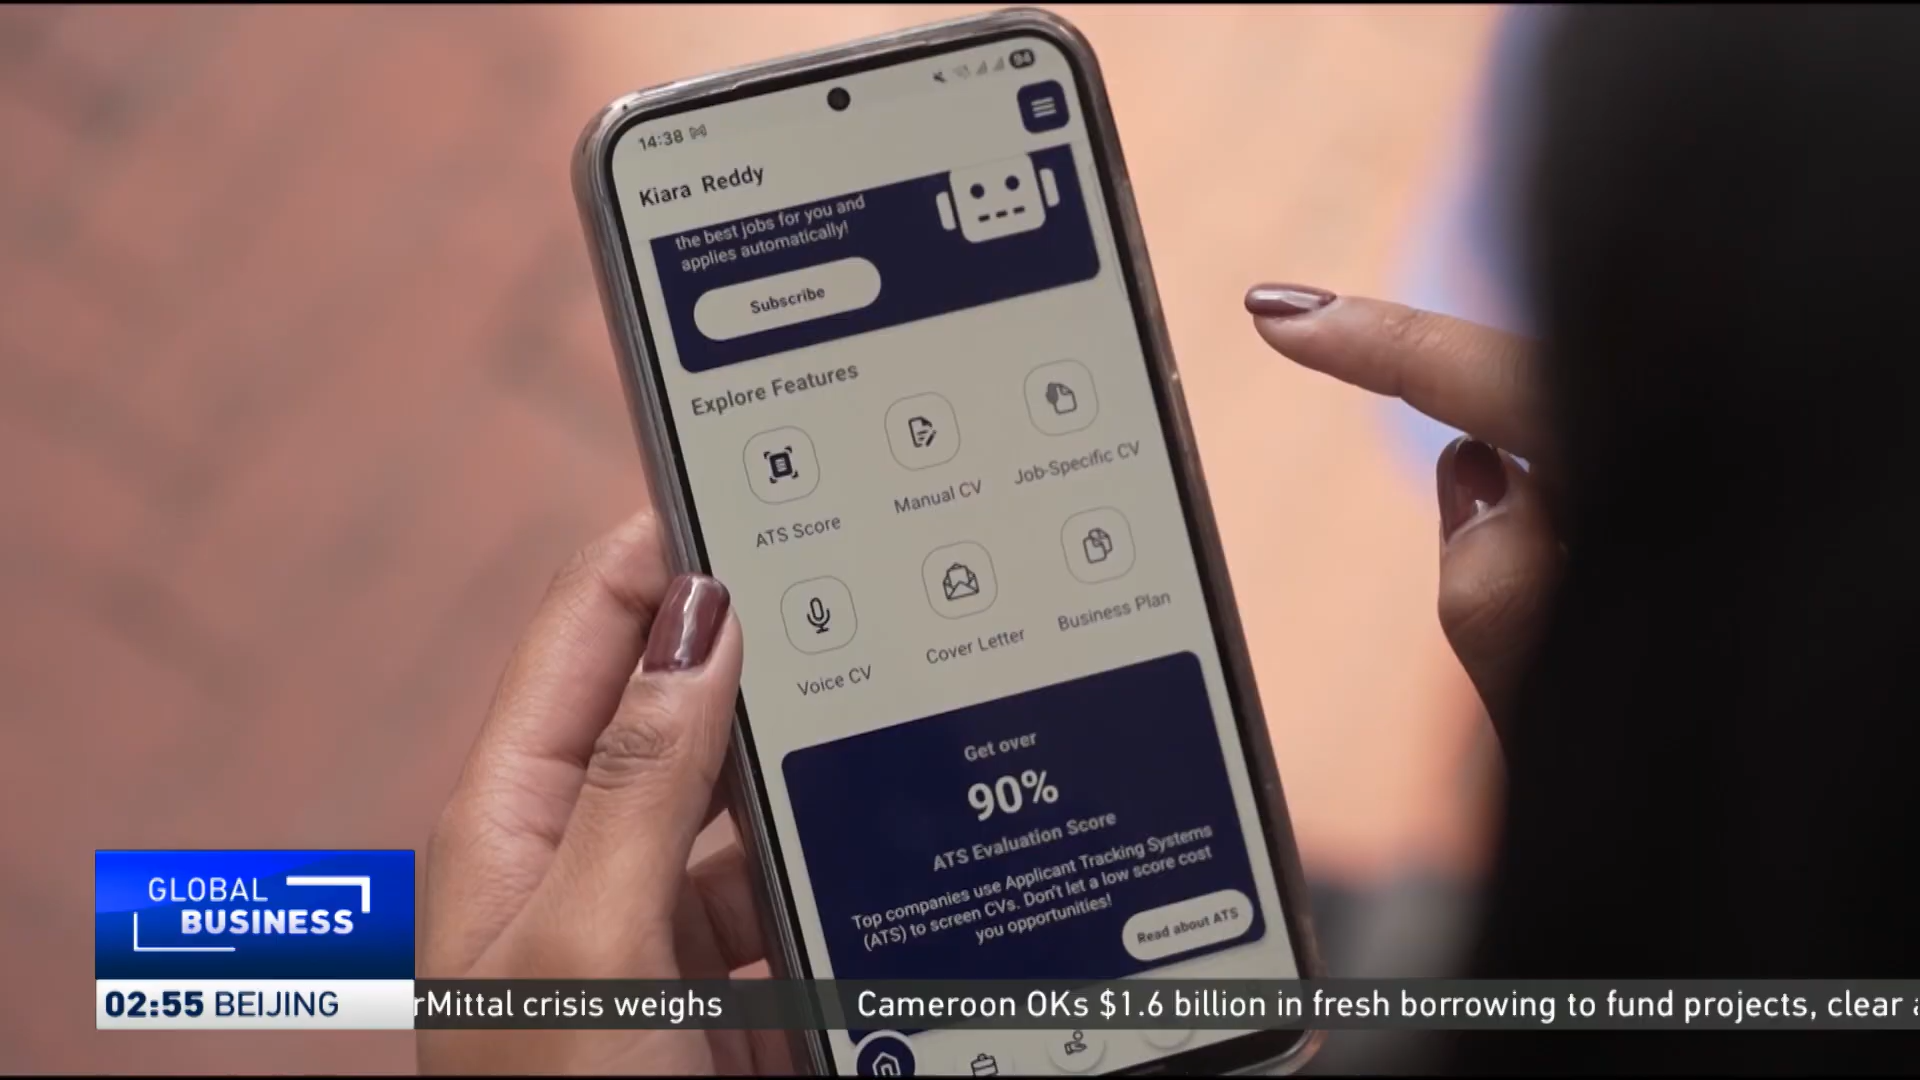 94
14:38
Kiara Reddy
the best jobs for you and
applies automatically!
Subscribe
Explore Features
ATS Score
Manual CV
Job-Specific CV
Voice CV
Cover Letter
Business Plan
Get over
90%
ATS Evaluation Score
Top companies use Applicant Tracking Systems
(ATS) to screen CVs. Don't let a low score cost
you opportunities!
Read about ATS
GLOBAL
BUSINESS
02:55 BEIJING
rMittal crisis weighs Cameroon OKs $1.6 billion in fresh borrowing to fund projects, clear a